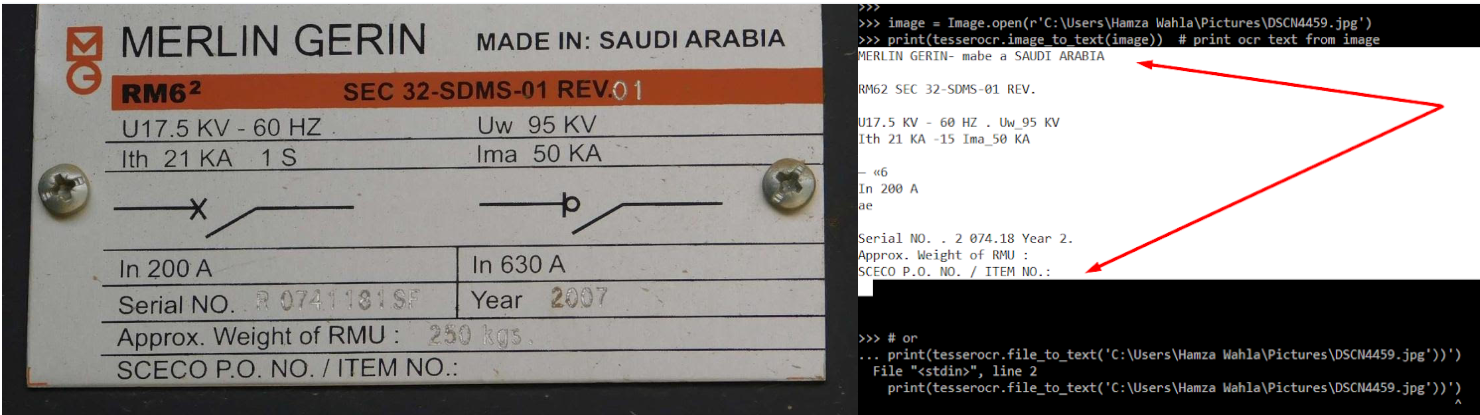 MERLIN GERIN MADE IN: SAUDI ARABIA
RM6² SEC 32-SDMS-01 REV.01
U17.5 KV - 60 HZ Uw 95 KV
Ith 21 KA 1 S Ima 50 KA
In 200 A In 630 A
Serial NO. R 0741181SF Year 2007
Approx. Weight of RMU : 250 kgs.
SCECO P.O. NO. / ITEM NO.:
>>>
>>> image = Image.open(r'C:\Users\Hamza Wahla\Pictures\DSCN4459.jpg')
>>> print(tesserocr.image_to_text(image)) # print ocr text from image
MERLIN GERIN- mabe a SAUDI ARABIA
RM62 SEC 32-SDMS-01 REV.
U17.5 KV - 60 HZ . Uw_95 KV
Ith 21 KA -15 Ima_50 KA
— «6
In 200 A
ae
Serial NO. . 2 074.18 Year 2.
Approx. Weight of RMU :
SCECO P.O. NO. / ITEM NO.:
>>> # or
... print(tesserocr.file_to_text('C:\Users\Hamza Wahla\Pictures\DSCN4459.jpg'))')
File "<stdin>", line 2
print(tesserocr.file_to_text('C:\Users\Hamza Wahla\Pictures\DSCN4459.jpg'))')
^